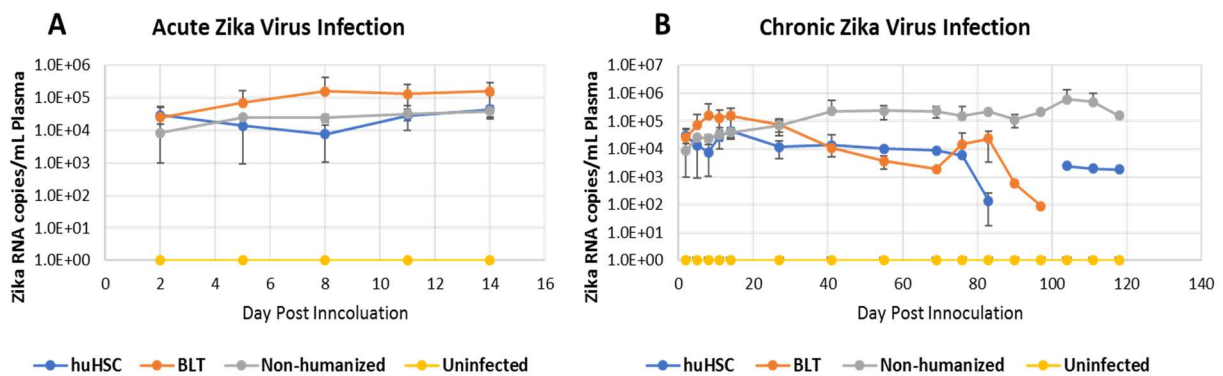 A Acute Zika Virus Infection
Zika RNA copies/mL Plasma
1.0E+06
1.0E+05
1.0E+04
1.0E+03
1.0E+02
1.0E+01
1.0E+00
0 2 4 6 8 10 12 14 16
Day Post Inncoluation
huHSC BLT Non-humanized Uninfected
B Chronic Zika Virus Infection
Zika RNA copies/mL Plasma
1.0E+07
1.0E+06
1.0E+05
1.0E+04
1.0E+03
1.0E+02
1.0E+01
1.0E+00
0 20 40 60 80 100 120 140
Day Post Innoculation
huHSC BLT Non-humanized Uninfected